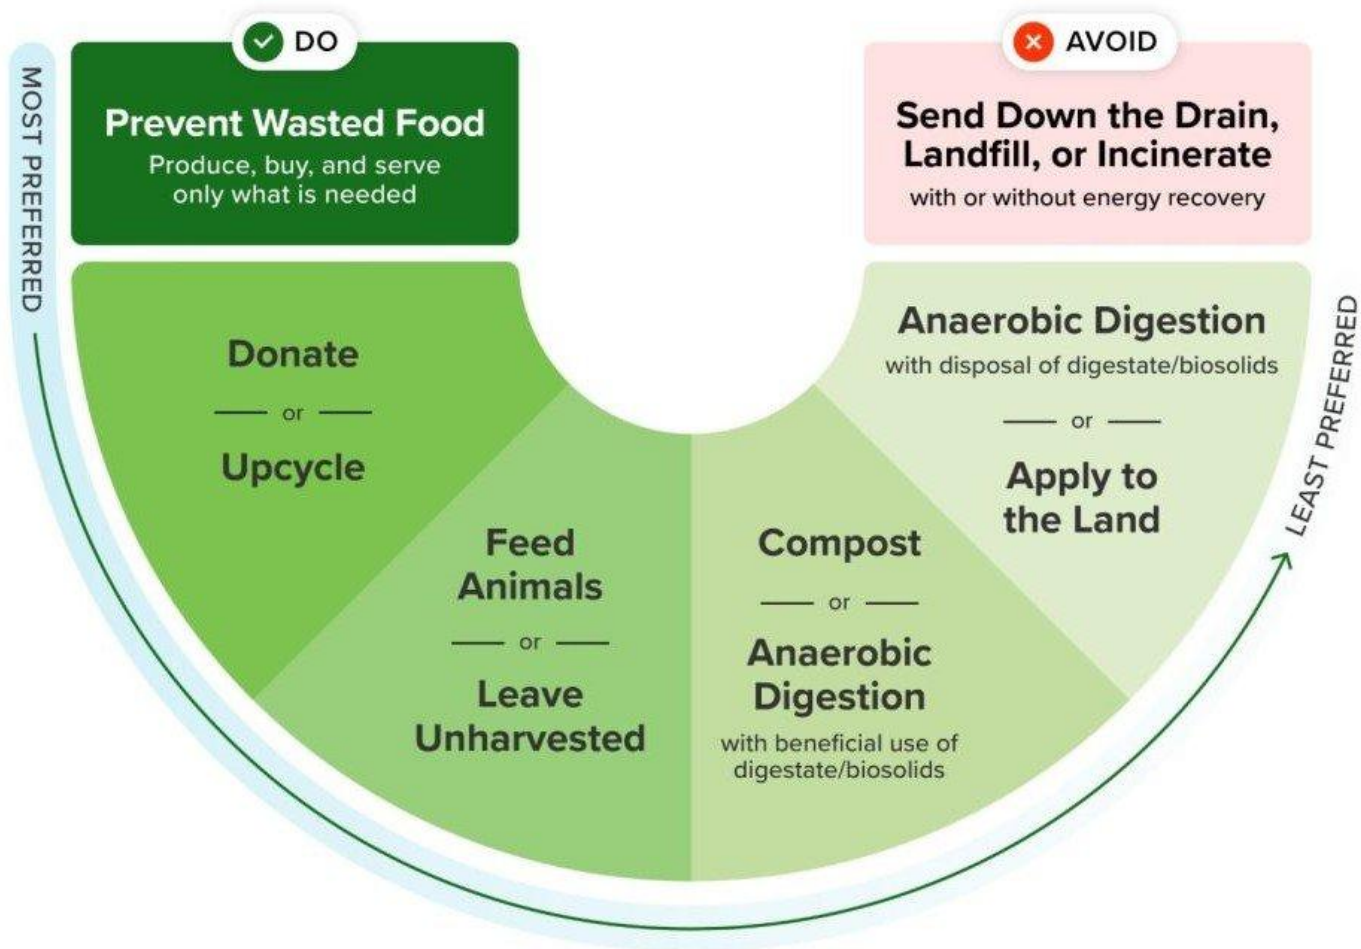 DO
Prevent Wasted Food
Produce, buy, and serve
only what is needed
AVOID
Send Down the Drain,
Landfill, or Incinerate
with or without energy recovery
MOST PREFERRED
Donate
or
Upcycle
Feed
Animals
or
Leave
Unharvested
Compost
or
Anaerobic
Digestion
with beneficial use of
digestate/biosolids
Anaerobic Digestion
with disposal of digestate/biosolids
or
Apply to
the Land
LEAST PREFERRED